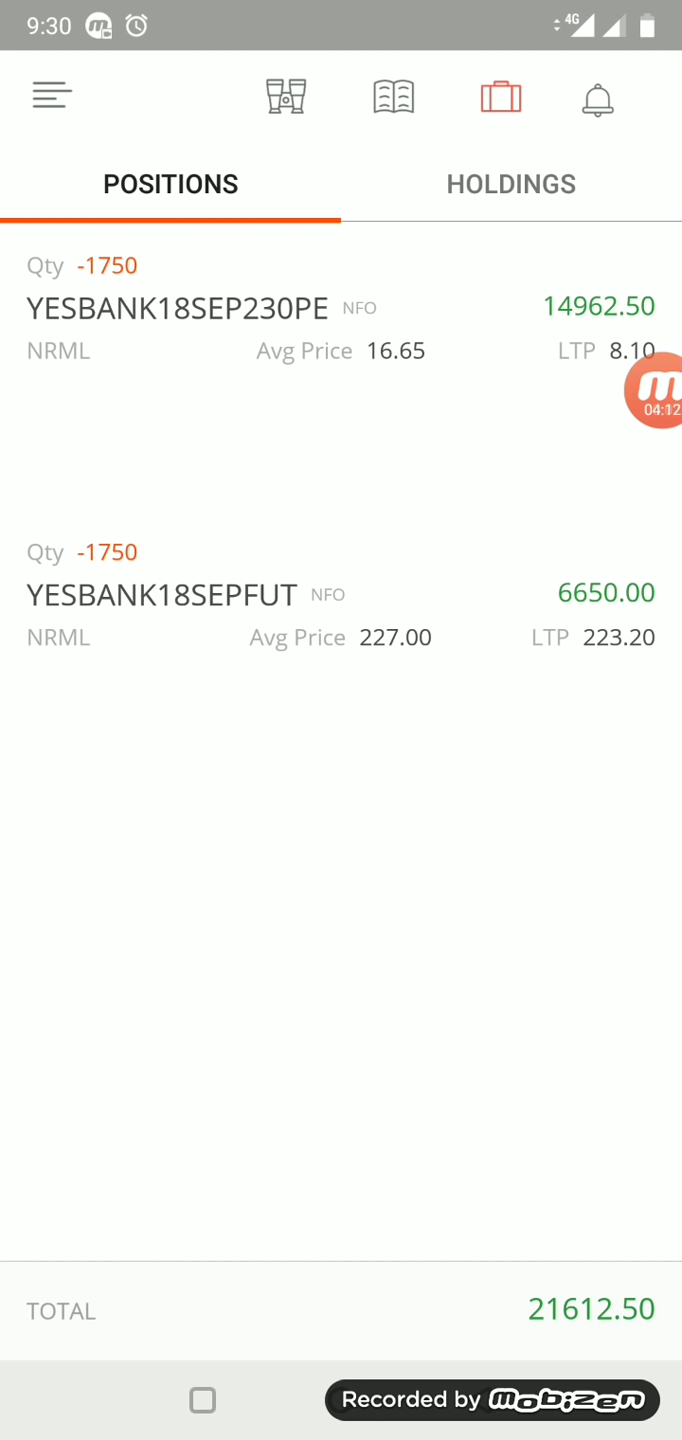 9:30 4G
POSITIONS HOLDINGS
Qty -1750
YESBANK18SEP230PE NFO 14962.50
NRML Avg Price 16.65 LTP 8.10
m
04:12
Qty -1750
YESBANK18SEPFUT NFO 6650.00
NRML Avg Price 227.00 LTP 223.20
TOTAL 21612.50
Recorded by mobizen